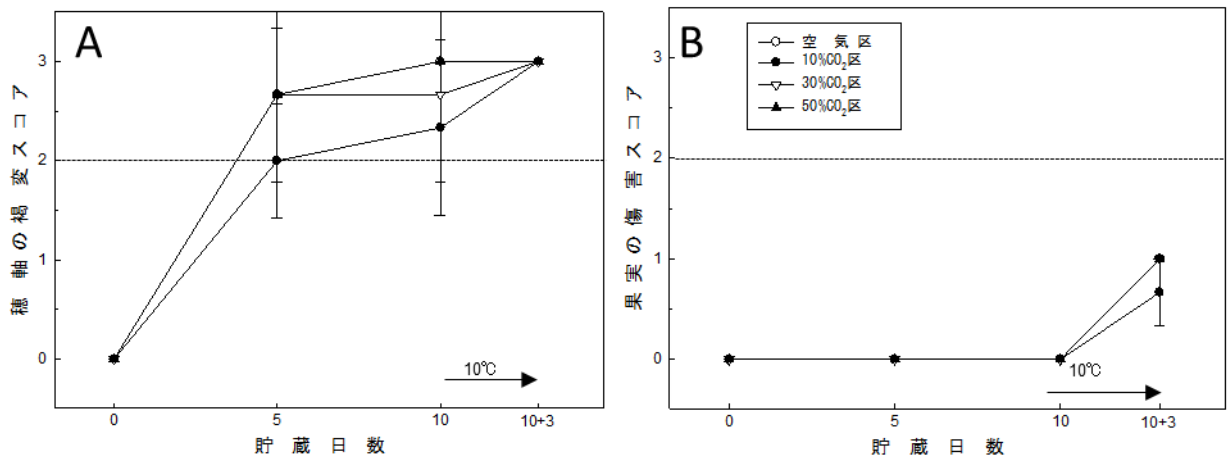 A
3
2
1
0
穂 軸 の 褐 変 ス コ ア
10℃
0 5 10 10+3
貯 蔵 日 数
B
空 気 区
10%CO₂区
30%CO₂区
50%CO₂区
3
2
1
0
果 実 の 傷 害 ス コ ア
10℃
0 5 10 10+3
貯 蔵 日 数